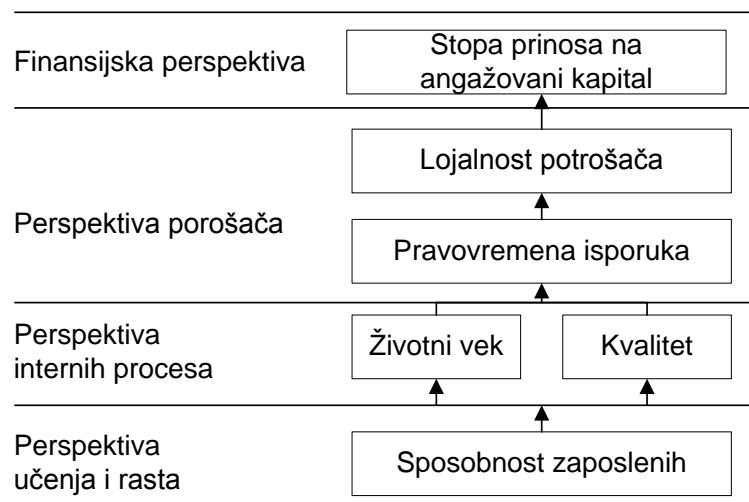 Finansijska perspektiva
Stopa prinosa na
angažovani kapital
Lojalnost potrošača
Perspektiva porošača
Pravovremena isporuka
Perspektiva
internih procesa
Životni vek
Kvalitet
Perspektiva
učenja i rasta
Sposobnost zaposlenih